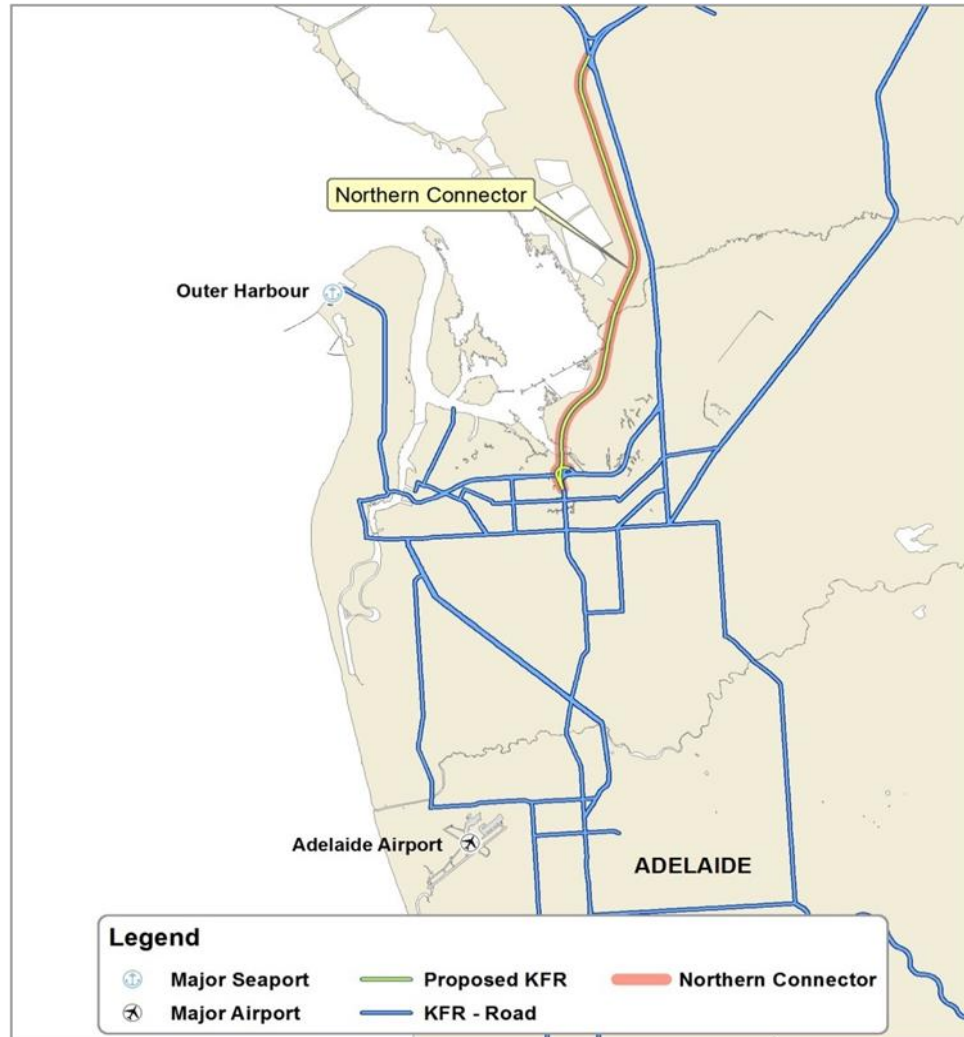 Northern Connector
Outer Harbour
Adelaide Airport
ADELAIDE
Legend
Major Seaport
Proposed KFR
Northern Connector
Major Airport
KFR - Road